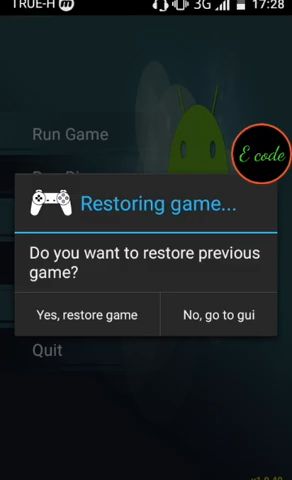 TRUE-H
3G
17:28
Run Game
E code
Restoring game...
Do you want to restore previous
game?
Yes, restore game
No, go to gui
Quit